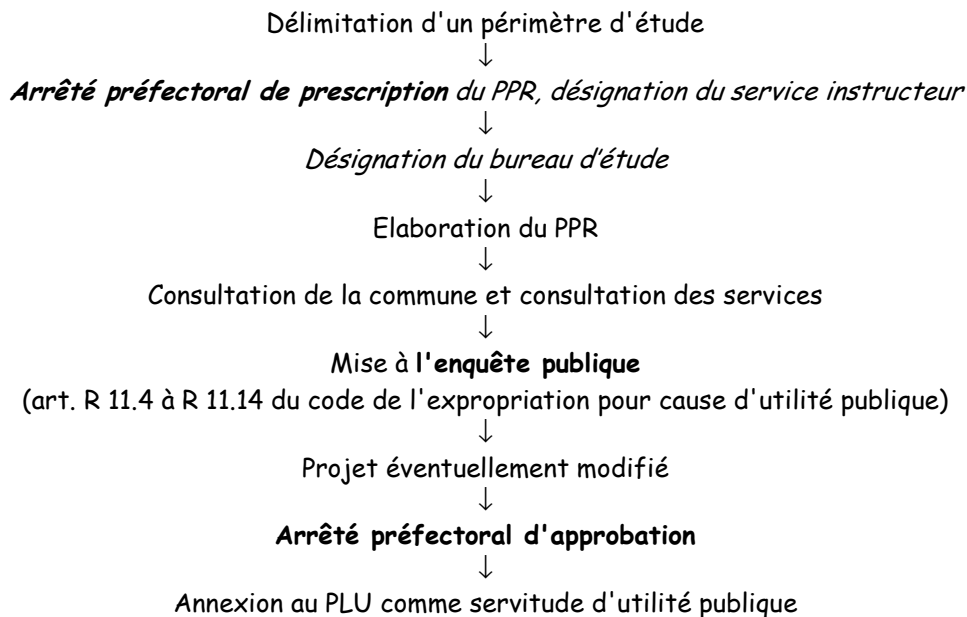 Délimitation d'un périmètre d'étude
↓
Arrêté préfectoral de prescription du PPR, désignation du service instructeur
↓
Désignation du bureau d'étude
↓
Elaboration du PPR
↓
Consultation de la commune et consultation des services
↓
Mise à l'enquête publique
(art. R 11.4 à R 11.14 du code de l'expropriation pour cause d'utilité publique)
↓
Projet éventuellement modifié
↓
Arrêté préfectoral d'approbation
↓
Annexion au PLU comme servitude d'utilité publique